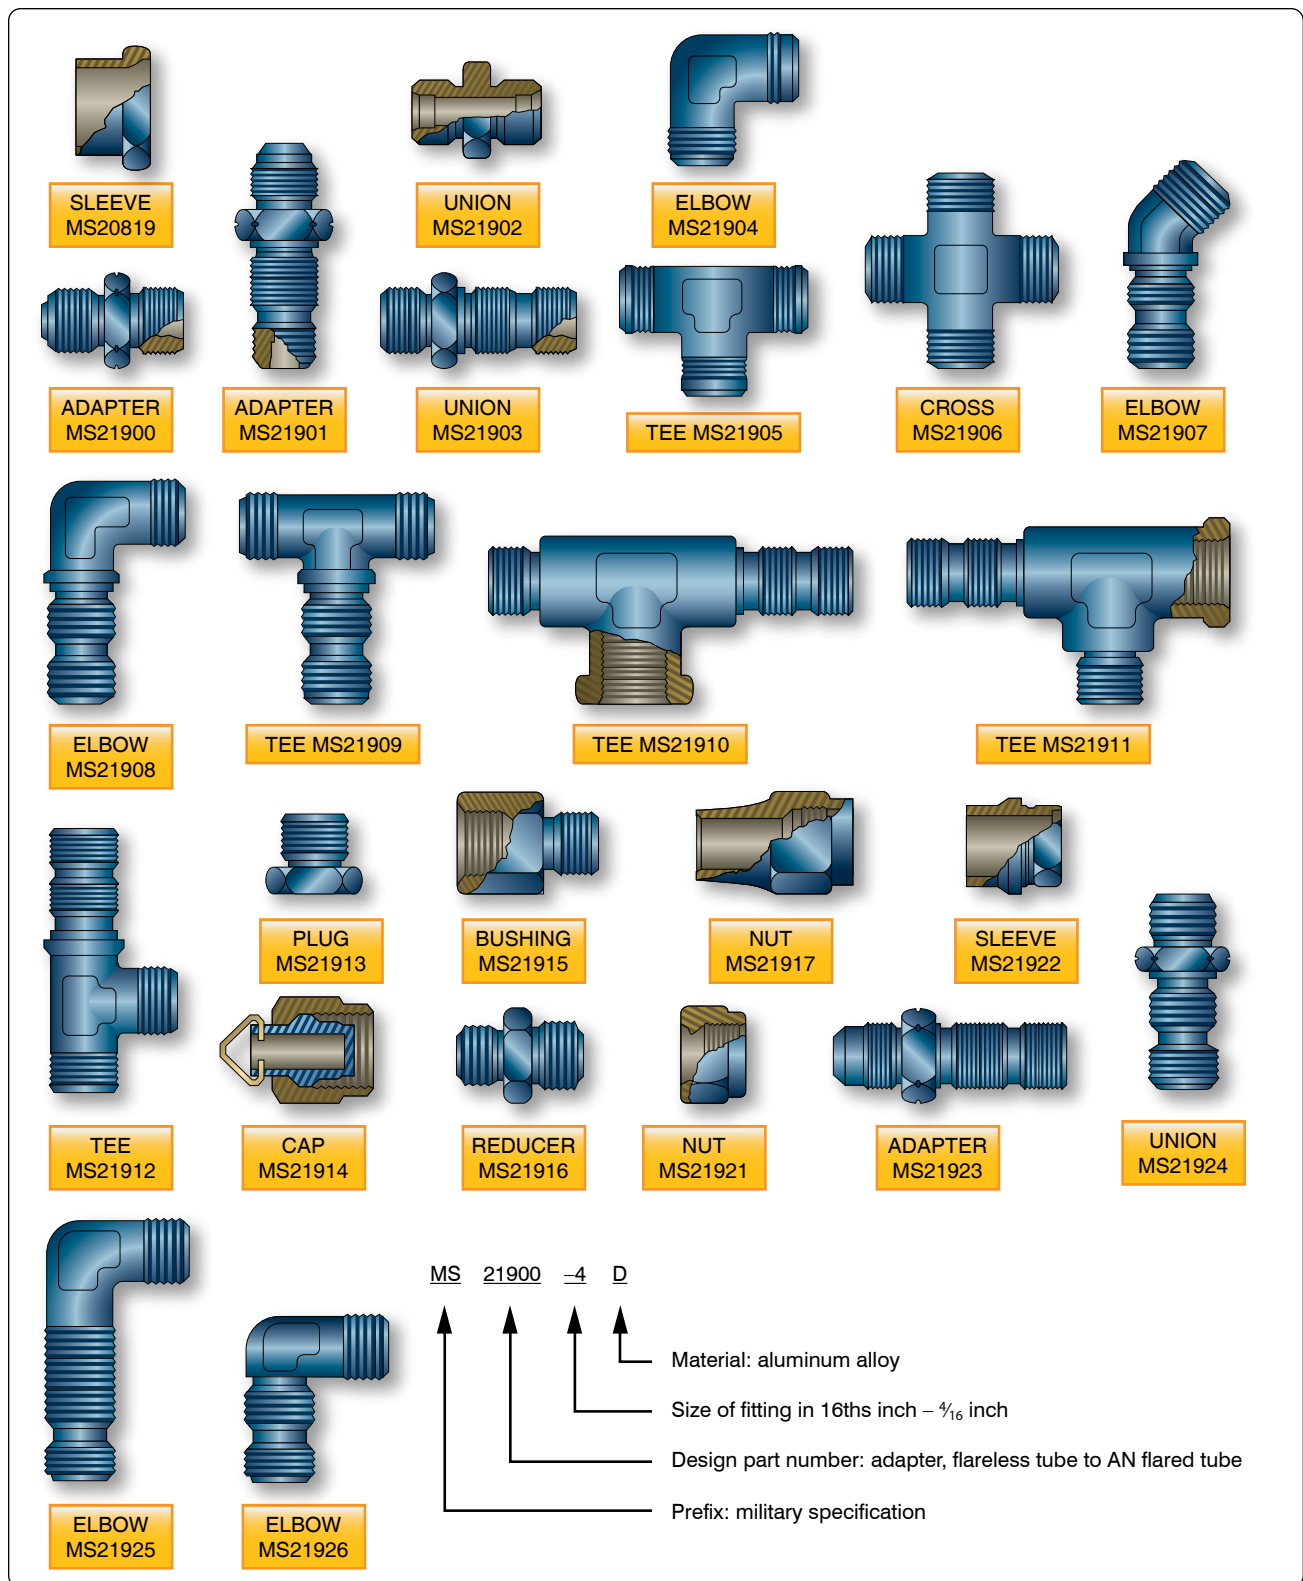 SLEEVE
MS20819
UNION
MS21902
ELBOW
MS21904
ADAPTER
MS21900
ADAPTER
MS21901
UNION
MS21903
TEE MS21905
CROSS
MS21906
ELBOW
MS21907
ELBOW
MS21908
TEE MS21909
TEE MS21910
TEE MS21911
PLUG
MS21913
BUSHING
MS21915
NUT
MS21917
SLEEVE
MS21922
TEE
MS21912
CAP
MS21914
REDUCER
MS21916
NUT
MS21921
ADAPTER
MS21923
UNION
MS21924
ELBOW
MS21925
ELBOW
MS21926
MS 21900 –4 D
Material: aluminum alloy
Size of fitting in 16ths inch – 4/16 inch
Design part number: adapter, flareless tube to AN flared tube
Prefix: military specification